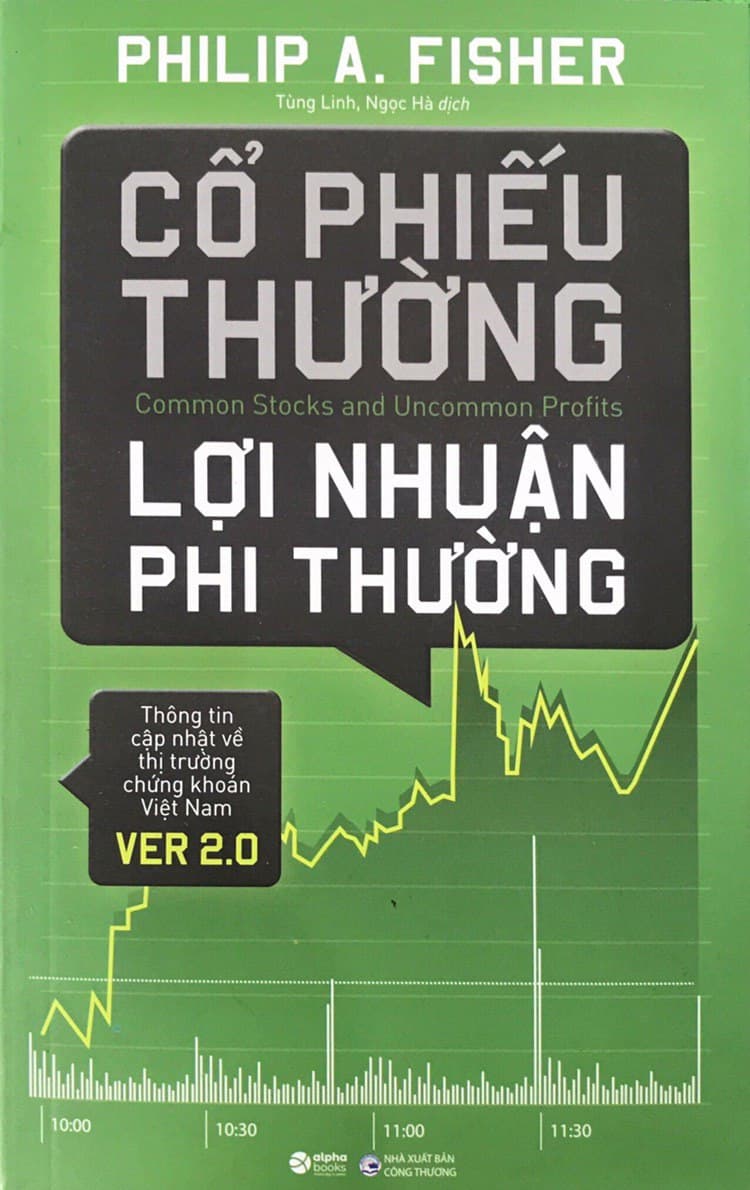 PHILIP A. FISHER
Tùng Linh, Ngọc Hà dịch
CỔ PHIẾU
THƯỜNG
Common Stocks and Uncommon Profits
LỢI NHUẬN
PHI THƯỜNG
Thông tin
cập nhật về
thị trường
chứng khoán
Việt Nam
VER 2.0
10:00
10:30
11:00
11:30
alpha
books
NHÀ XUẤT BẢN
CÔNG THƯƠNG